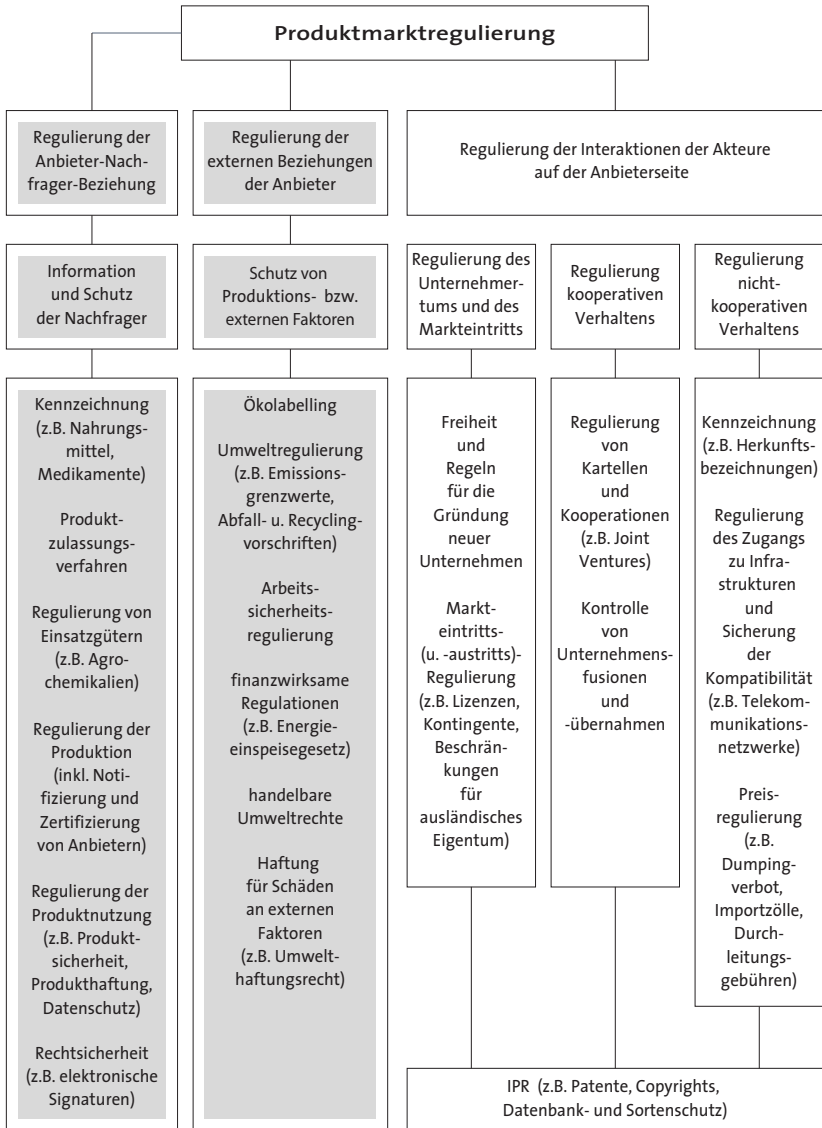 Produktmarktregulierung
Regulierung der
Anbieter-Nach-
frager-Beziehung
Regulierung der
externen Beziehungen
der Anbieter
Regulierung der Interaktionen der Akteure
auf der Anbieterseite
Information
und Schutz
der Nachfrager
Schutz von
Produktions- bzw.
externen Faktoren
Regulierung des
Unternehmer-
tums und des
Markteintritts
Regulierung
kooperativen
Verhaltens
Regulierung
nicht-
kooperativen
Verhaltens
Kennzeichnung
(z.B. Nahrungs-
mittel,
Medikamente)
Produkt-
zulassungs-
verfahren
Regulierung von
Einsatzgütern
(z.B. Agro-
chemikalien)
Regulierung der
Produktion
(inkl. Noti-
fizierung und
Zertifizierung
von Anbietern)
Regulierung der
Produktnutzung
(z.B. Produkt-
sicherheit,
Produkthaftung,
Datenschutz)
Rechtsicherheit
(z.B. elektronische
Signaturen)
Ökolabelling
Umweltregulierung
(z.B. Emissions-
grenzwerte,
Abfall- u. Recycling-
vorschriften)
Arbeits-
sicherheits-
regulierung
finanzwirksame
Regulationen
(z.B. Energie-
einspeisegesetz)
handelbare
Umweltrechte
Haftung
für Schäden
an externen
Faktoren
(z.B. Umwelt-
haftungsrecht)
Freiheit
und
Regeln
für die
Gründung
neuer
Unternehmen
Markt-
eintritts-
(u. -austritts)-
Regulierung
(z.B. Lizenzen,
Kontingente,
Beschrän-
kungen
für
ausländisches
Eigentum)
Regulierung
von
Kartellen
und
Kooperationen
(z.B. Joint
Ventures)
Kontrolle
von
Unternehmens-
fusionen
und
-übernahmen
Kennzeichnung
(z.B. Herkunfts-
bezeichnungen)
Regulierung
des Zugangs
zu Infra-
strukturen
und
Sicherung
der
Kompatibilität
(z.B. Telekom-
munikations-
netzwerke)
Preis-
regulierung
(z.B.
Dumping-
verbot,
Importzölle,
Durch-
leitungs-
gebühren)
IPR (z.B. Patente, Copyrights,
Datenbank- und Sortenschutz)